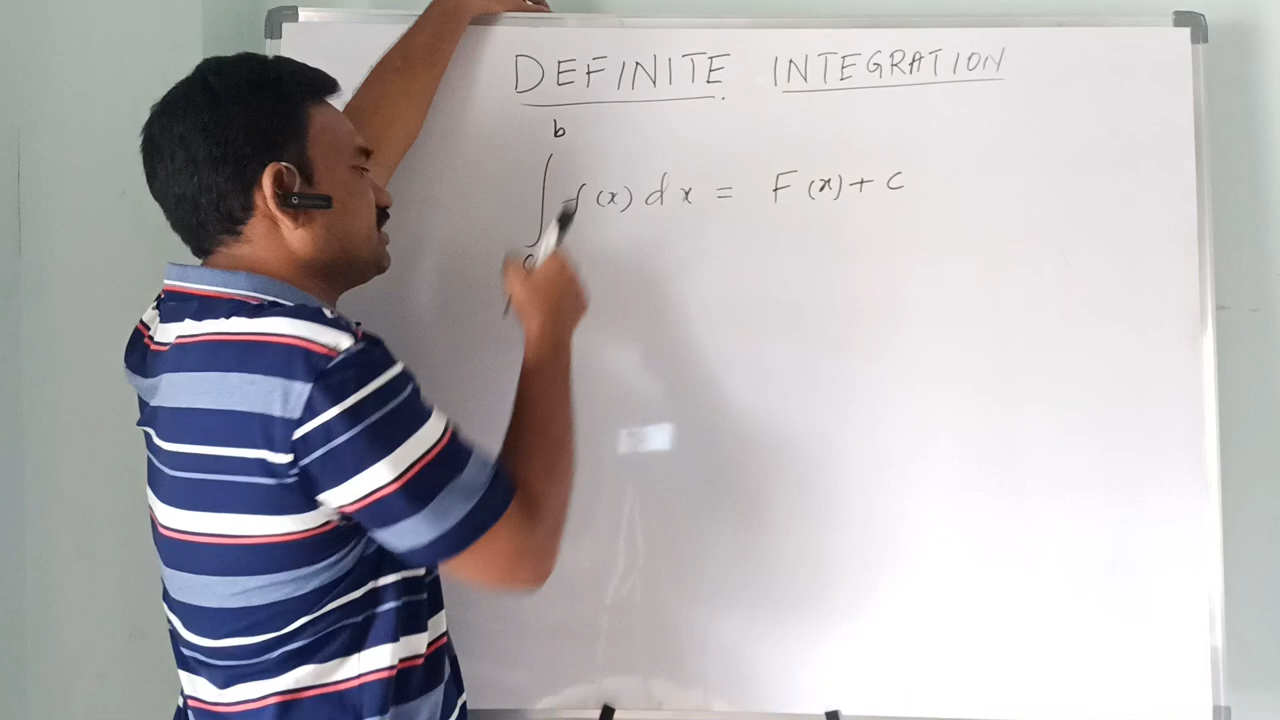 DEFINITE INTEGRATION
b
∫ f(x) dx = F(x) + c